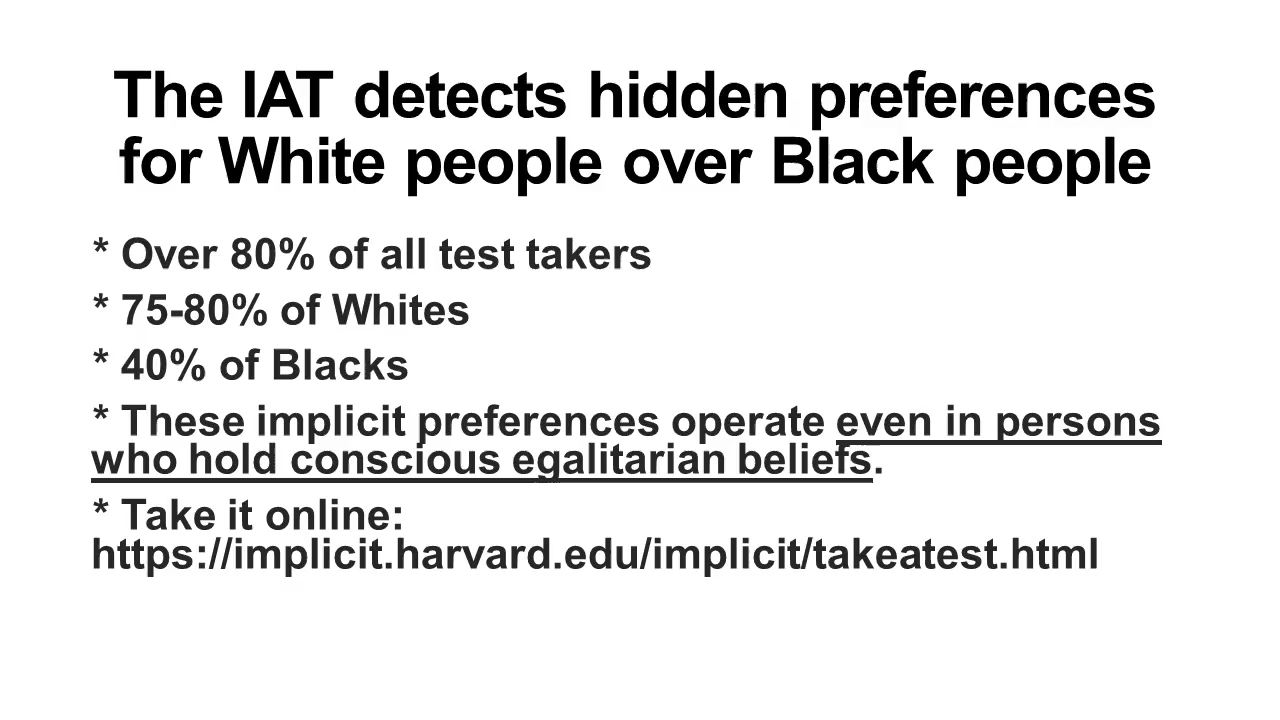 The IAT detects hidden preferences
for White people over Black people
* Over 80% of all test takers
* 75-80% of Whites
* 40% of Blacks
* These implicit preferences operate even in persons
who hold conscious egalitarian beliefs.
* Take it online:
https://implicit.harvard.edu/implicit/takeatest.html